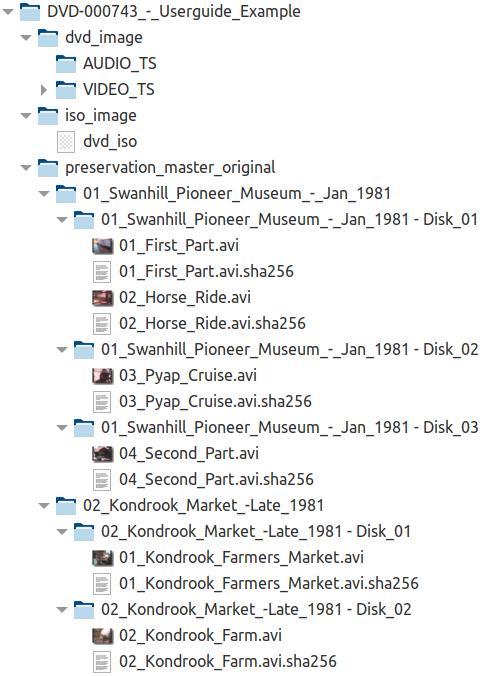 DVD-000743_-_Userguide_Example
dvd_image
AUDIO_TS
VIDEO_TS
iso_image
dvd_iso
preservation_master_original
01_Swanhill_Pioneer_Museum_-_Jan_1981
01_Swanhill_Pioneer_Museum_-_Jan_1981 - Disk_01
01_First_Part.avi
01_First_Part.avi.sha256
02_Horse_Ride.avi
02_Horse_Ride.avi.sha256
01_Swanhill_Pioneer_Museum_-_Jan_1981 - Disk_02
03_Pyap_Cruise.avi
03_Pyap_Cruise.avi.sha256
01_Swanhill_Pioneer_Museum_-_Jan_1981 - Disk_03
04_Second_Part.avi
04_Second_Part.avi.sha256
02_Kondrook_Market_-Late_1981
02_Kondrook_Market_-Late_1981 - Disk_01
01_Kondrook_Farmers_Market.avi
01_Kondrook_Farmers_Market.avi.sha256
02_Kondrook_Market_-Late_1981 - Disk_02
02_Kondrook_Farm.avi
02_Kondrook_Farm.avi.sha256